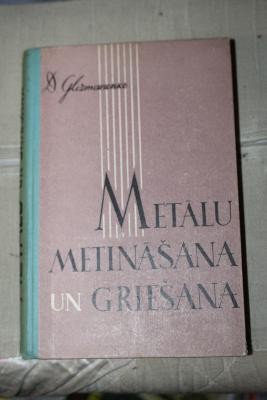 D Glizmanenko
METĀLU
METINĀŠANA
UN GRIEŠANA